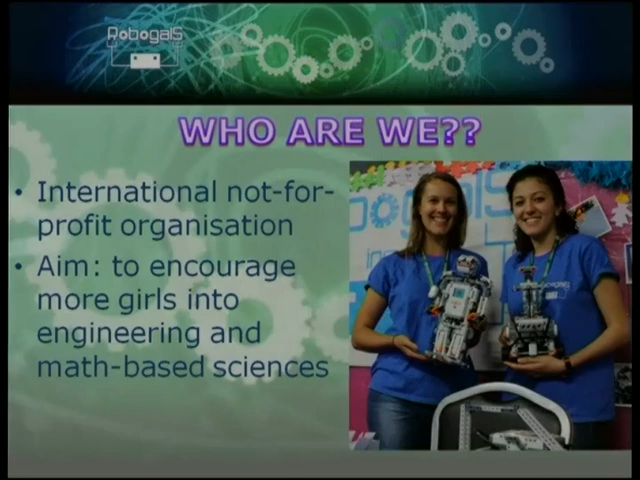 RobogalS
WHO ARE WE??
• International not-for-
profit organisation
• Aim: to encourage
more girls into
engineering and
math-based sciences
bogalS